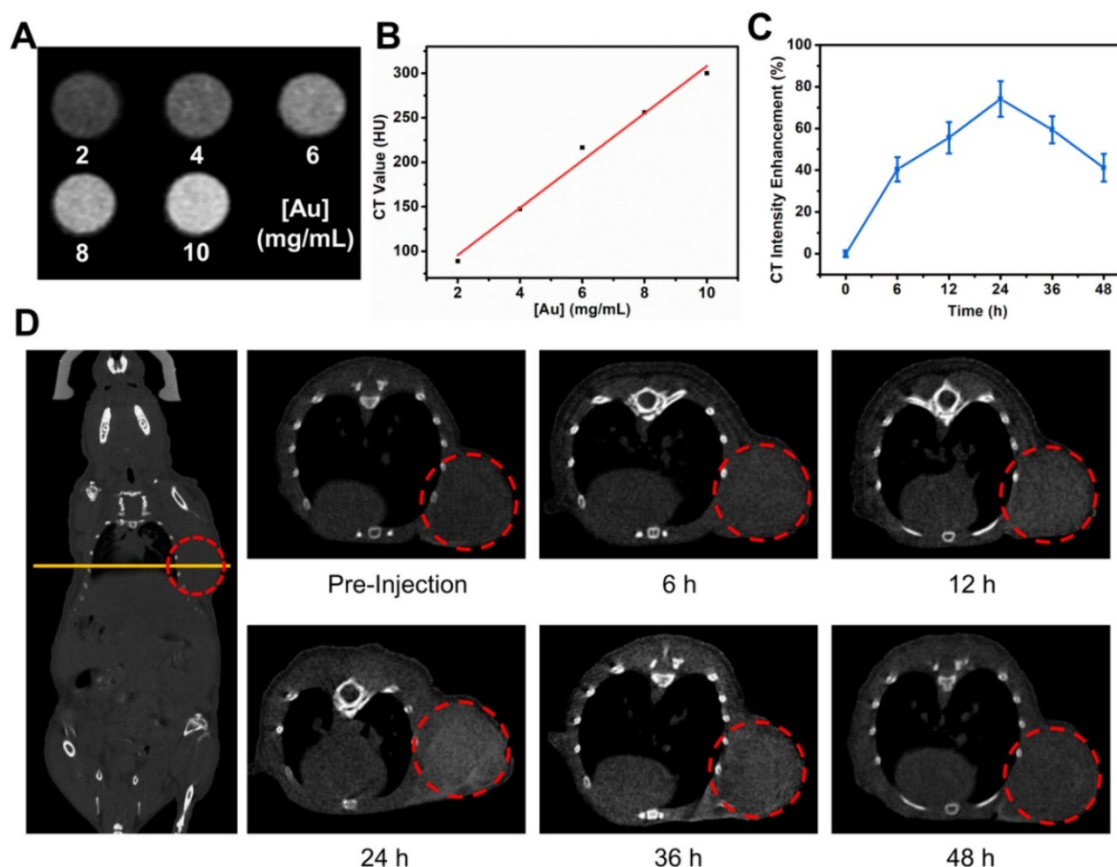 A
2 4 6
8 10
[Au]
(mg/mL)
B
CT Value (HU)
300
250
200
150
100
2 4 6 8 10
[Au] (mg/mL)
C
CT Intensity Enhancement (%)
100
80
60
40
20
0
0 6 12 24 36 48
Time (h)
D
Pre-Injection 6 h 12 h
24 h 36 h 48 h